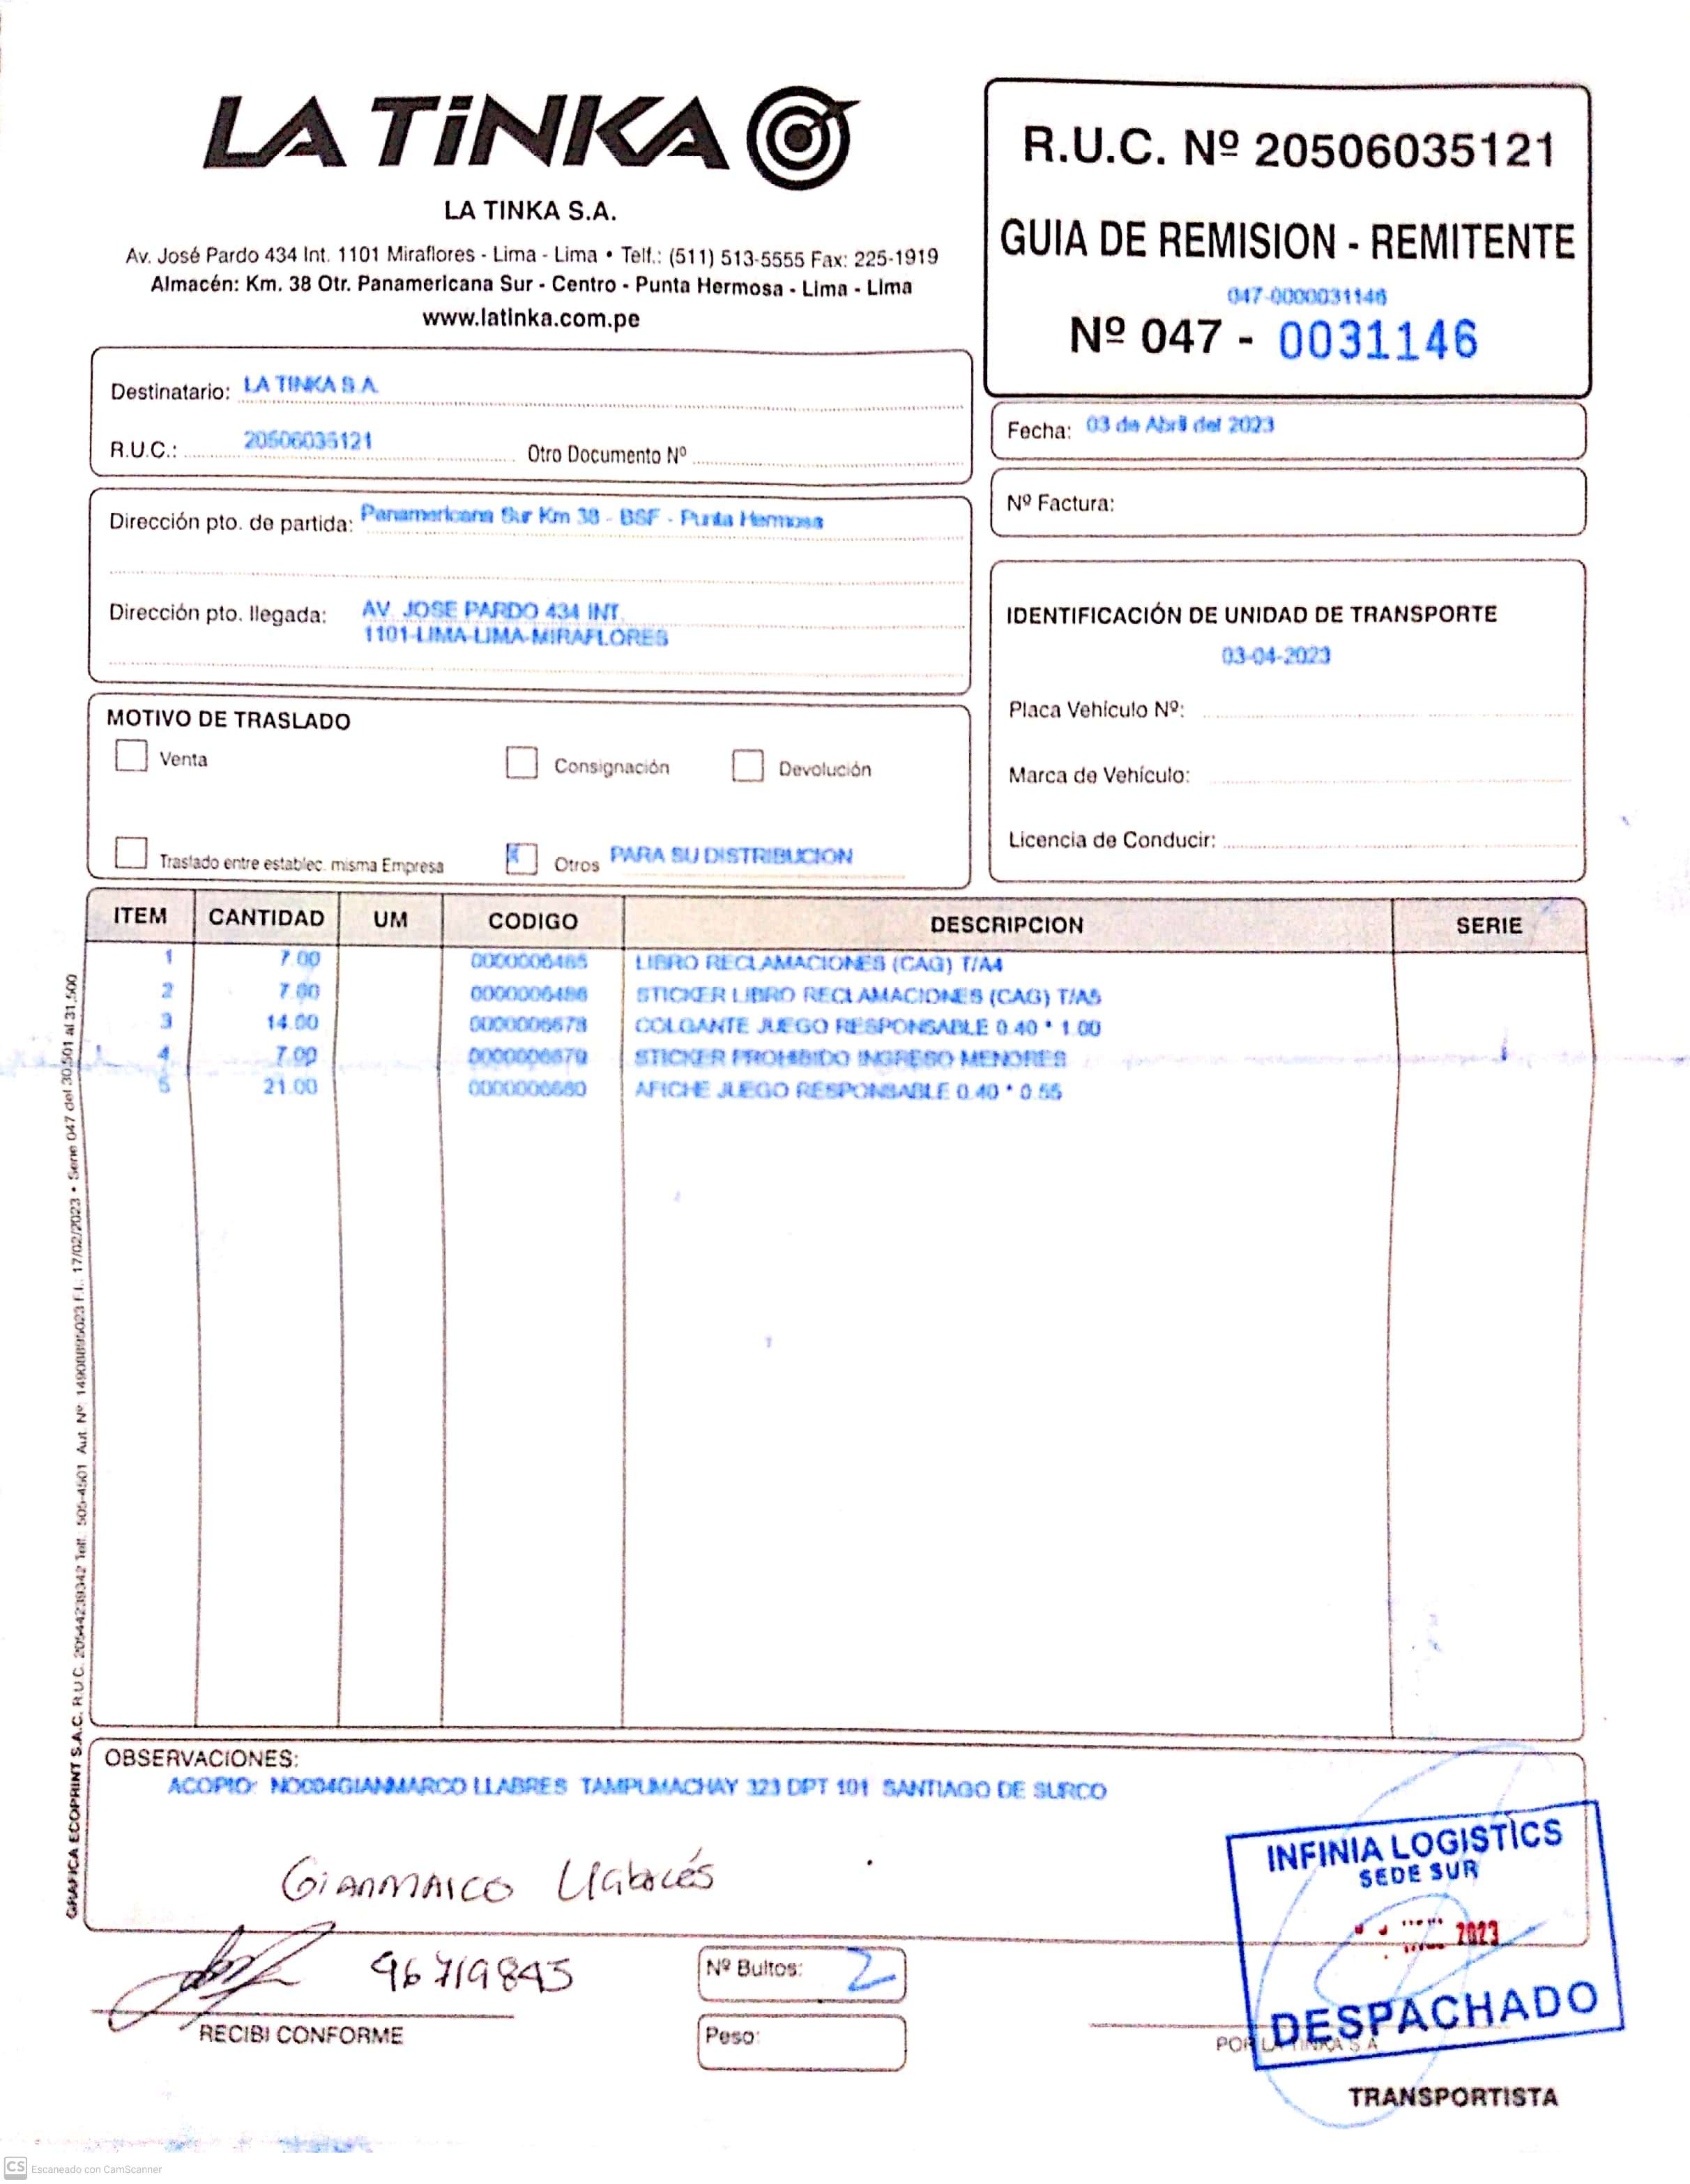 LA TiNKA
LA TINKA S.A.
Av. José Pardo 434 Int. 1101 Miraflores - Lima - Lima • Telf.: (511) 513-5555 Fax: 225-1919
Almacén: Km. 38 Otr. Panamericana Sur - Centro - Punta Hermosa - Lima - Lima
www.latinka.com.pe
R.U.C. Nº 20506035121
GUIA DE REMISION - REMITENTE
047-0000031146
Nº 047 - 0031146
Destinatario: LA TINKA S.A.
R.U.C.: 20506035121 Otro Documento Nº
Fecha: 03 de Abril del 2023
Nº Factura:
Dirección pto. de partida: Panamericana Sur Km 38 - BSF - Punta Hermosa
Dirección pto. llegada: AV. JOSE PARDO 434 INT.
1101-LIMA-LIMA-MIRAFLORES
IDENTIFICACIÓN DE UNIDAD DE TRANSPORTE
03-04-2023
Placa Vehículo Nº:
Marca de Vehículo:
Licencia de Conducir:
MOTIVO DE TRASLADO
Venta Consignación Devolución
Traslado entre establec. misma Empresa X Otros PARA SU DISTRIBUCION
ITEM CANTIDAD UM CODIGO DESCRIPCION SERIE
1 7.00 0000006485 LIBRO RECLAMACIONES (CAG) T/A4
2 7.00 0000006486 STICKER LIBRO RECLAMACIONES (CAG) T/A5
3 14.00 0000006678 COLGANTE JUEGO RESPONSABLE 0.40 * 1.00
4 7.00 0000006679 STICKER PROHIBIDO INGRESO MENORES
5 21.00 0000006680 AFICHE JUEGO RESPONSABLE 0.40 * 0.55
GRAFICA ECOPRINT S.A.C. R.U.C. 20544239342 Telf.: 505-4501 Aut. Nº 14908895023 F.I.: 17/02/2023 • Serie 047 del 30,501 al 31,500
OBSERVACIONES:
ACOPIO: NOC04GIANMARCO LLABRES TAMPUMACHAY 323 DPT 101 SANTIAGO DE SURCO
Gianmarco Llabrés
96719845
RECIBI CONFORME
Nº Bultos: 2
Peso:
INFINIA LOGISTICS
SEDE SUR
2023
DESPACHADO
POR LA TINKA S.A.
TRANSPORTISTA
CS Escaneado con CamScanner